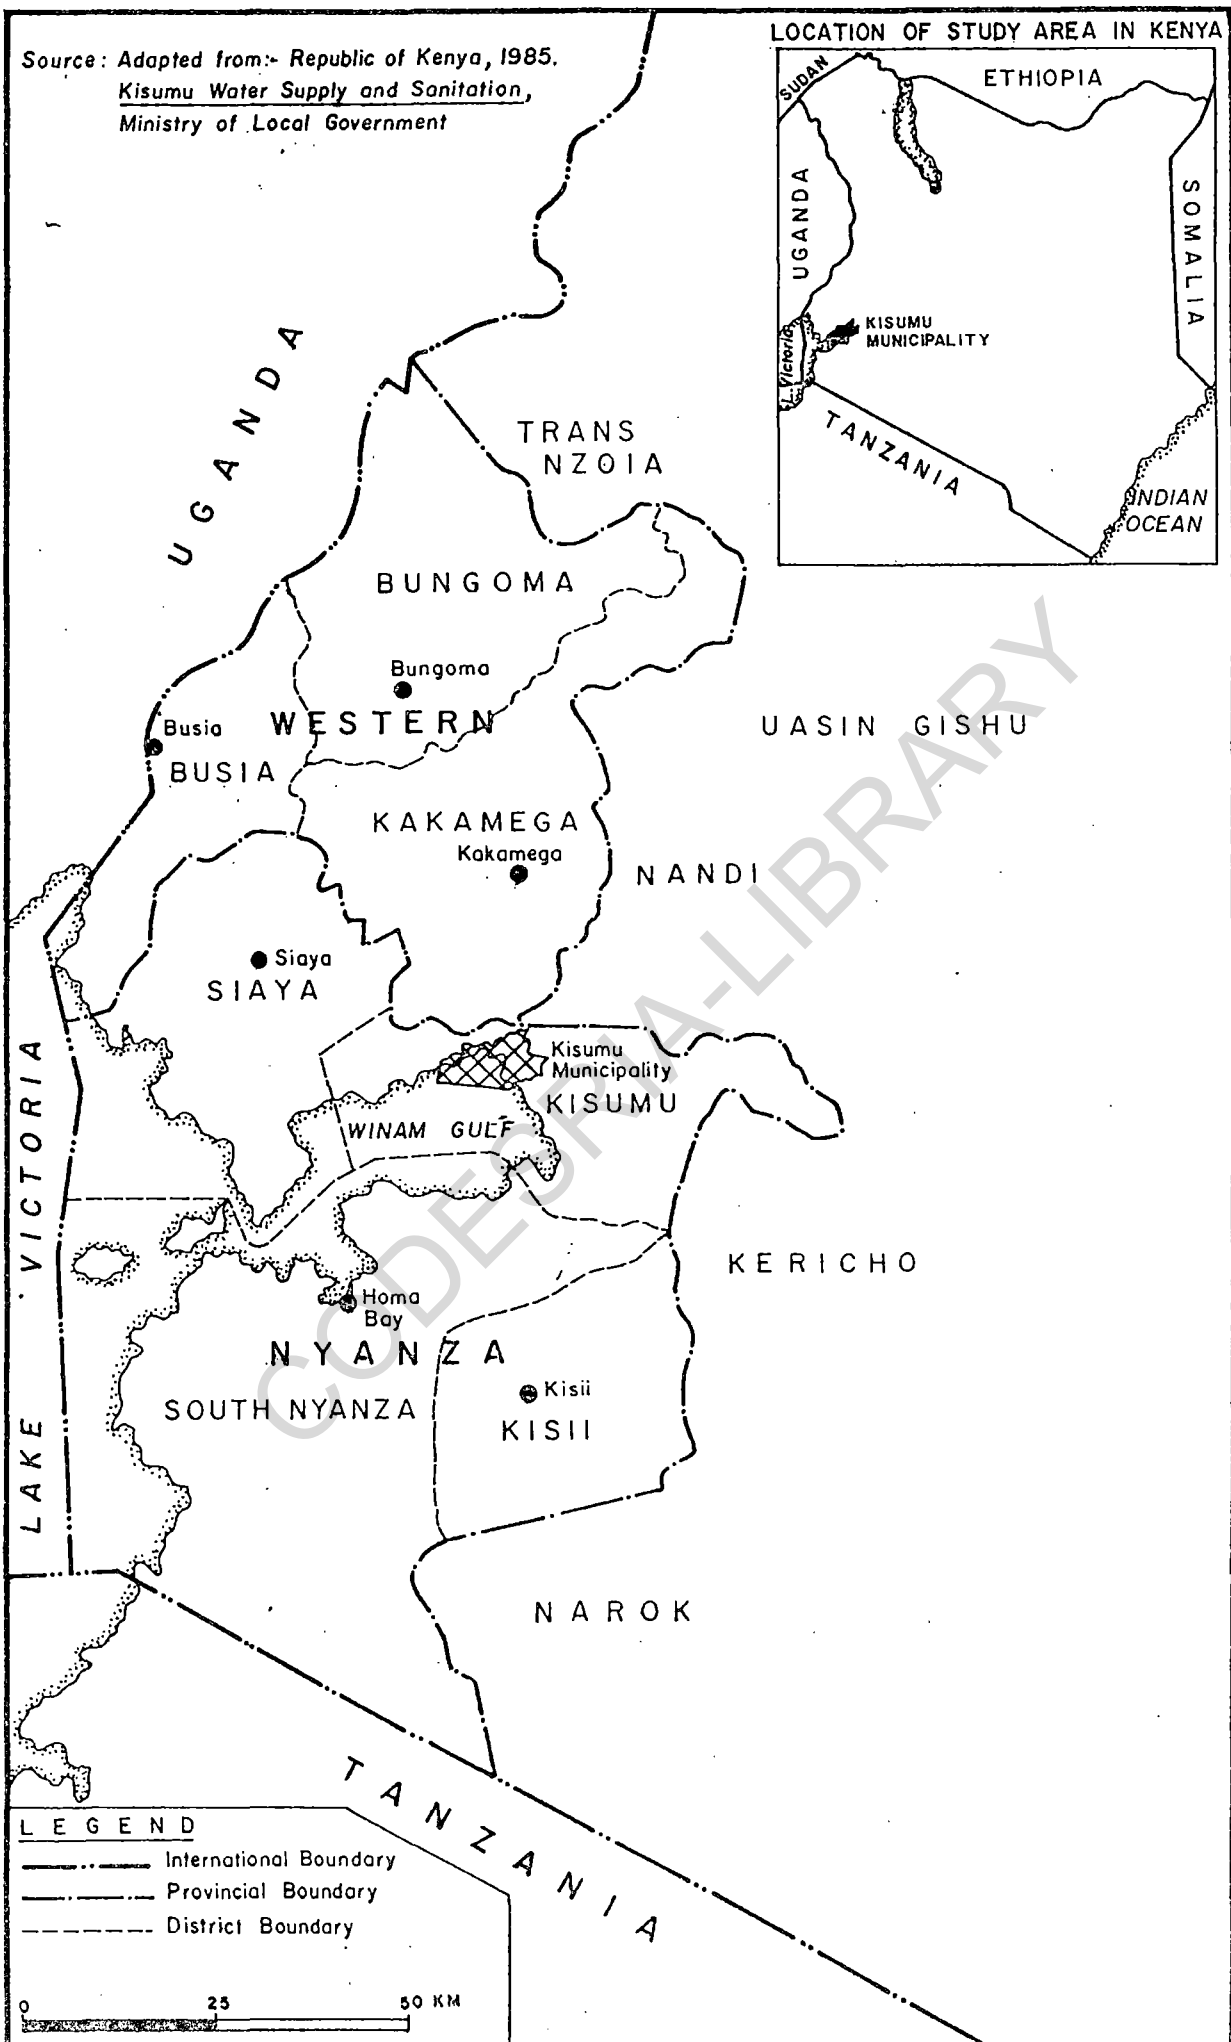 Source: Adapted from:- Republic of Kenya, 1985.
Kisumu Water Supply and Sanitation,
Ministry of Local Government
LOCATION OF STUDY AREA IN KENYA
SUDAN
ETHIOPIA
UGANDA
SOMALIA
KISUMU
MUNICIPALITY
L. Victoria
TANZANIA
INDIAN
OCEAN
UGANDA
TRANS
NZOIA
BUNGOMA
Bungoma
WESTERN
Busia
BUSIA
UASIN GISHU
KAKAMEGA
Kakamega
NANDI
Siaya
SIAYA
Kisumu
Municipality
KISUMU
WINAM GULF
LAKE VICTORIA
KERICHO
Homa
Bay
NYANZA
SOUTH NYANZA
Kisii
KISII
NAROK
TANZANIA
LEGEND
International Boundary
Provincial Boundary
District Boundary
0 25 50 KM
CODESRIA-LIBRARY